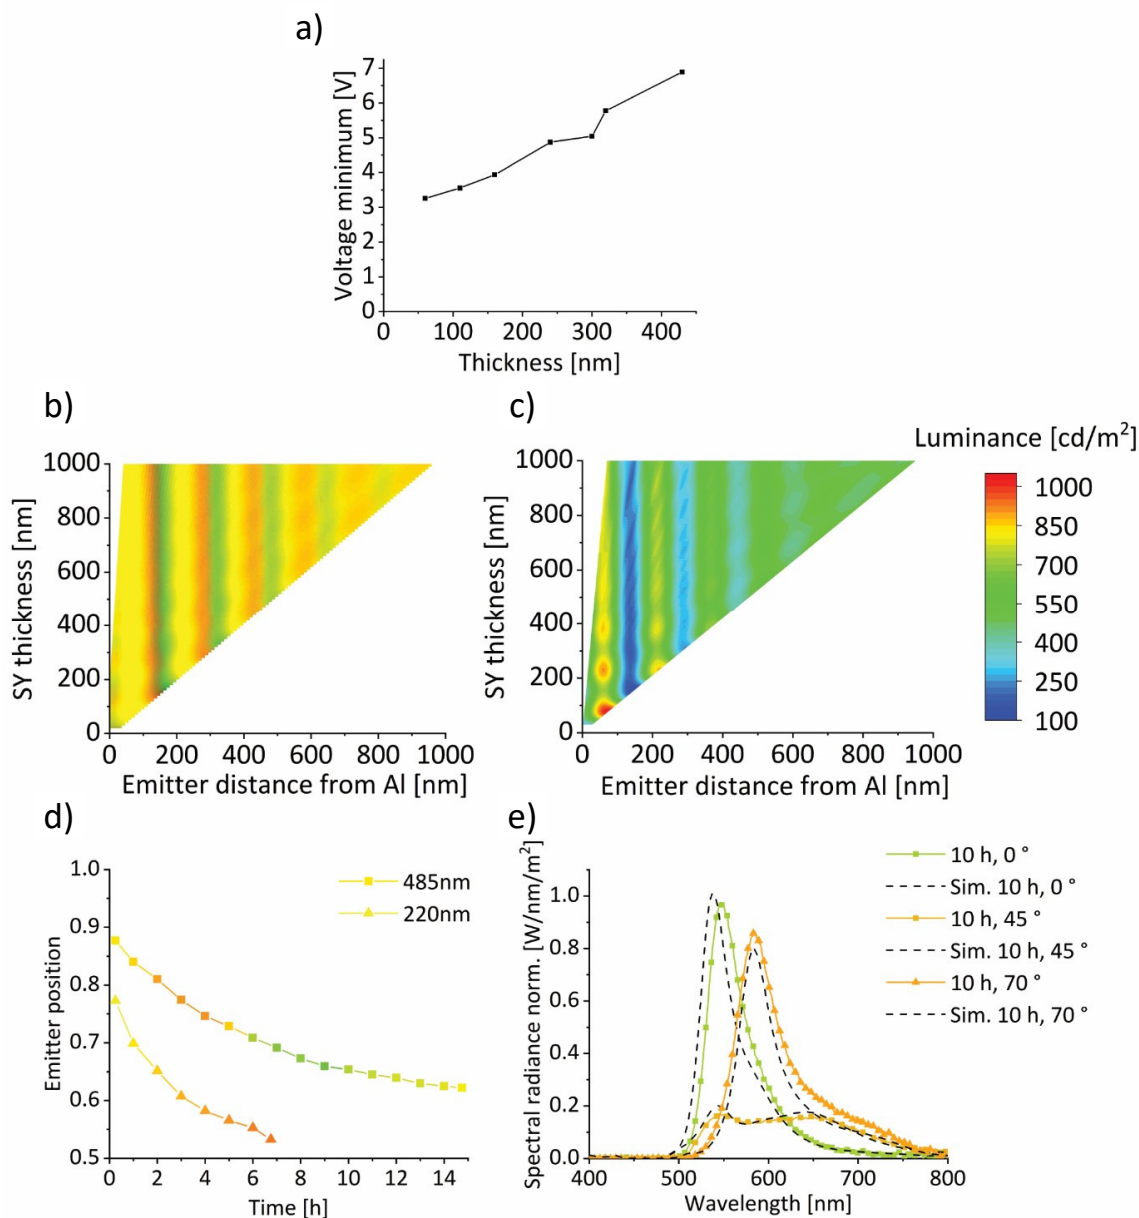 a)
Voltage minimum [V]
7
6
5
4
3
2
1
0
0 100 200 300 400
Thickness [nm]
b)
SY thickness [nm]
1000
800
600
400
200
0
0 200 400 600 800 1000
Emitter distance from Al [nm]
c)
SY thickness [nm]
1000
800
600
400
200
0
0 200 400 600 800 1000
Emitter distance from Al [nm]
Luminance [cd/m²]
1000
850
700
550
400
250
100
d)
Emitter position
1.0
0.9
0.8
0.7
0.6
0.5
0 2 4 6 8 10 12 14
Time [h]
485nm
220nm
e)
Spectral radiance norm. [W/nm/m²]
1.0
0.8
0.6
0.4
0.2
0.0
400 500 600 700 800
Wavelength [nm]
10 h, 0 °
Sim. 10 h, 0 °
10 h, 45 °
Sim. 10 h, 45 °
10 h, 70 °
Sim. 10 h, 70 °